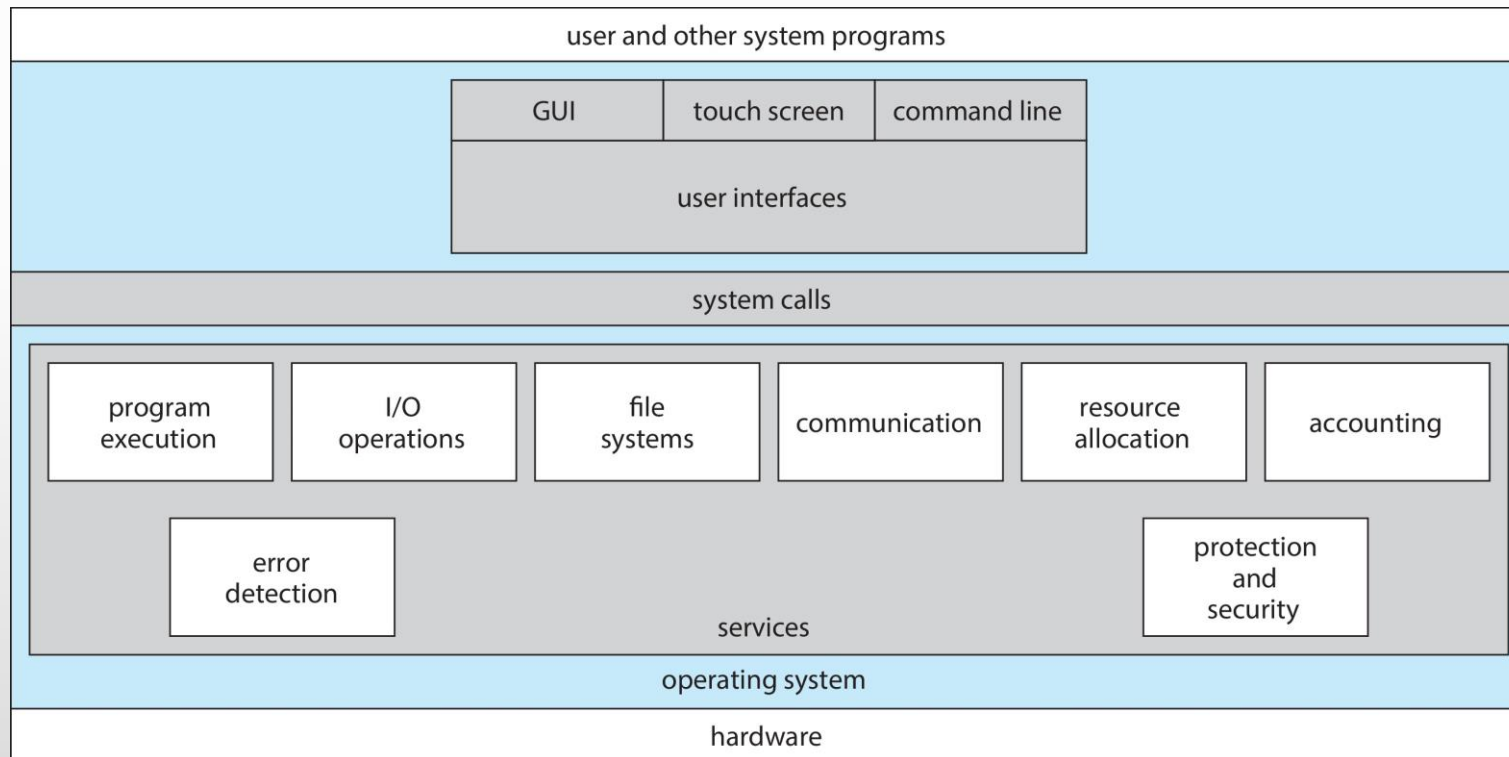 user and other system programs
GUI
touch screen
command line
user interfaces
system calls
program
execution
I/O
operations
file
systems
communication
resource
allocation
accounting
error
detection
protection
and
security
services
operating system
hardware